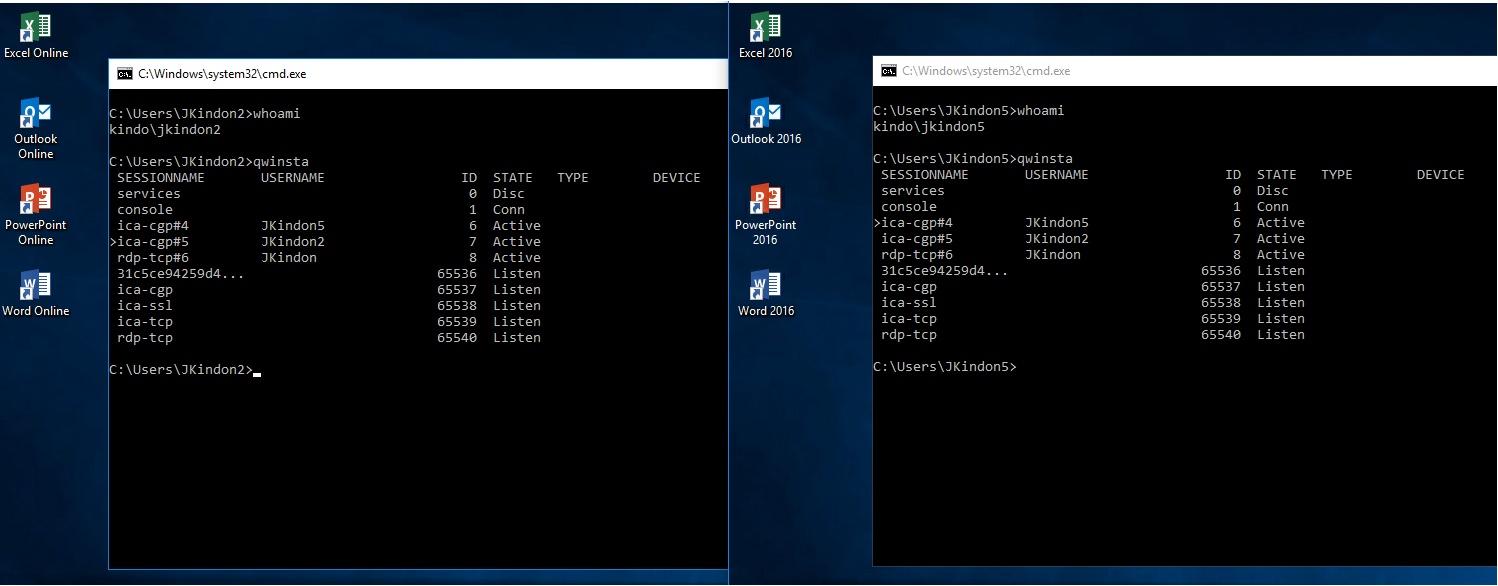 Excel Online
Outlook
Online
PowerPoint
Online
Word Online
C:\Windows\system32\cmd.exe
C:\Users\JKindon2>whoami
kindo\jkindon2
C:\Users\JKindon2>qwinsta
SESSIONNAME USERNAME ID STATE TYPE DEVICE
services 0 Disc
console 1 Conn
ica-cgp#4 JKindon5 6 Active
>ica-cgp#5 JKindon2 7 Active
rdp-tcp#6 JKindon 8 Active
31c5ce94259d4... 65536 Listen
ica-cgp 65537 Listen
ica-ssl 65538 Listen
ica-tcp 65539 Listen
rdp-tcp 65540 Listen
C:\Users\JKindon2>
Excel 2016
Outlook 2016
PowerPoint
2016
Word 2016
C:\Windows\system32\cmd.exe
C:\Users\JKindon5>whoami
kindo\jkindon5
C:\Users\JKindon5>qwinsta
SESSIONNAME USERNAME ID STATE TYPE DEVICE
services 0 Disc
console 1 Conn
>ica-cgp#4 JKindon5 6 Active
ica-cgp#5 JKindon2 7 Active
rdp-tcp#6 JKindon 8 Active
31c5ce94259d4... 65536 Listen
ica-cgp 65537 Listen
ica-ssl 65538 Listen
ica-tcp 65539 Listen
rdp-tcp 65540 Listen
C:\Users\JKindon5>